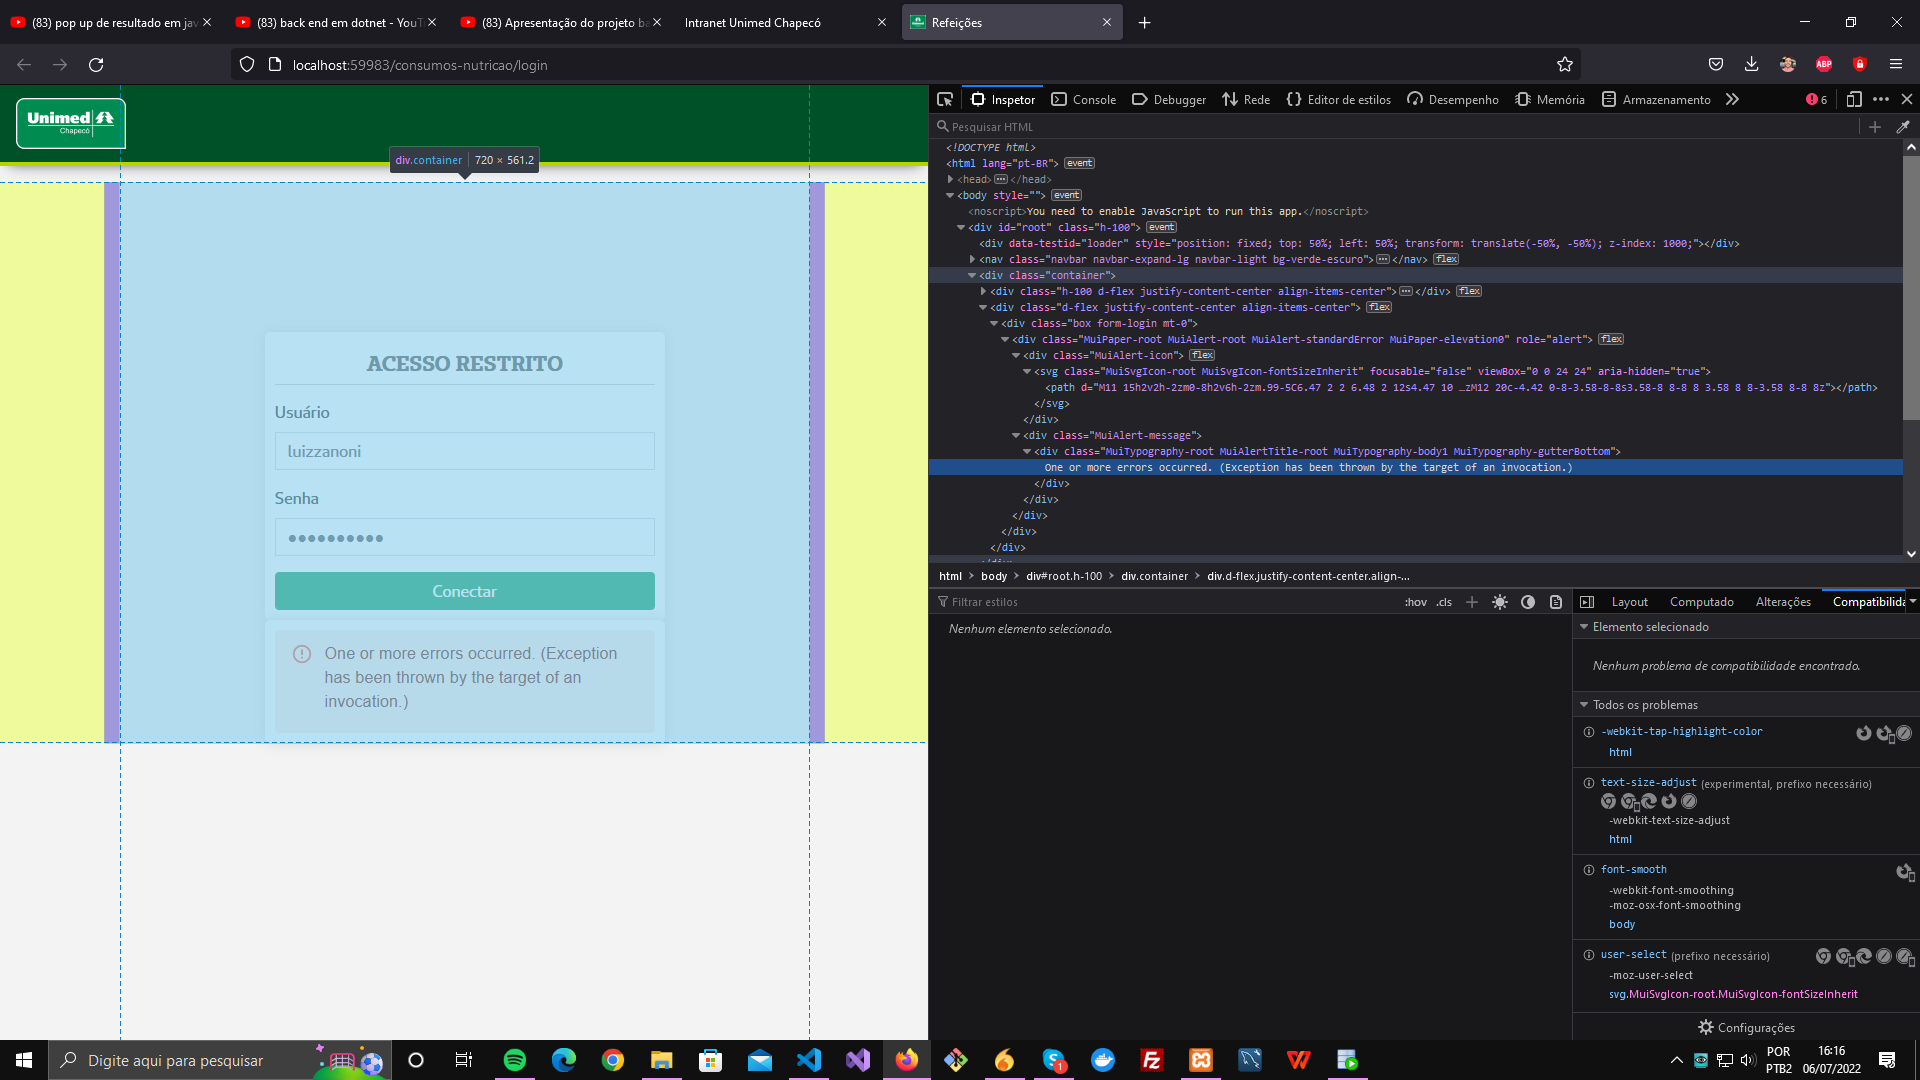 (83) pop up de resultado em jav
(83) back end em dotnet - YouT
(83) Apresentação do projeto ba
Intranet Unimed Chapecó
Refeições
localhost:59983/consumos-nutricao/login
ABP
Unimed
Chapecó
div.container 720 × 561.2
ACESSO RESTRITO
Usuário
luizzanoni
Senha
Conectar
One or more errors occurred. (Exception
has been thrown by the target of an
invocation.)
Inspetor Console Debugger Rede Editor de estilos Desempenho Memória Armazenamento 6
Pesquisar HTML
<!DOCTYPE html>
<html lang="pt-BR"> event
<head> </head>
<body style=""> event
<noscript>You need to enable JavaScript to run this app.</noscript>
<div id="root" class="h-100"> event
<div data-testid="loader" style="position: fixed; top: 50%; left: 50%; transform: translate(-50%, -50%); z-index: 1000;"></div>
<nav class="navbar navbar-expand-lg navbar-light bg-verde-escuro"> </nav> flex
<div class="container">
<div class="h-100 d-flex justify-content-center align-items-center"> </div> flex
<div class="d-flex justify-content-center align-items-center"> flex
<div class="box form-login mt-0">
<div class="MuiPaper-root MuiAlert-root MuiAlert-standardError MuiPaper-elevation0" role="alert"> flex
<div class="MuiAlert-icon"> flex
<svg class="MuiSvgIcon-root MuiSvgIcon-fontSizeInherit" focusable="false" viewBox="0 0 24 24" aria-hidden="true">
<path d="M11 15h2v2h-2zm0-8h2v6h-2zm.99-5C6.47 2 2 6.48 2 12s4.47 10 …zM12 20c-4.42 0-8-3.58-8-8s3.58-8 8-8 8 3.58 8 8-3.58 8-8 8z"></path>
</svg>
</div>
<div class="MuiAlert-message">
<div class="MuiTypography-root MuiAlertTitle-root MuiTypography-body1 MuiTypography-gutterBottom">
One or more errors occurred. (Exception has been thrown by the target of an invocation.)
</div>
</div>
</div>
</div>
</div>
html > body > div#root.h-100 > div.container > div.d-flex.justify-content-center.align-...
Filtrar estilos :hov .cls
Nenhum elemento selecionado.
Layout Computado Alterações Compatibilida
Elemento selecionado
Nenhum problema de compatibilidade encontrado.
Todos os problemas
-webkit-tap-highlight-color
html
text-size-adjust (experimental, prefixo necessário)
-webkit-text-size-adjust
html
font-smooth
-webkit-font-smoothing
-moz-osx-font-smoothing
body
user-select (prefixo necessário)
-moz-user-select
svg.MuiSvgIcon-root.MuiSvgIcon-fontSizeInherit
Configurações
Digite aqui para pesquisar
1
POR
PTB2
16:16
06/07/2022